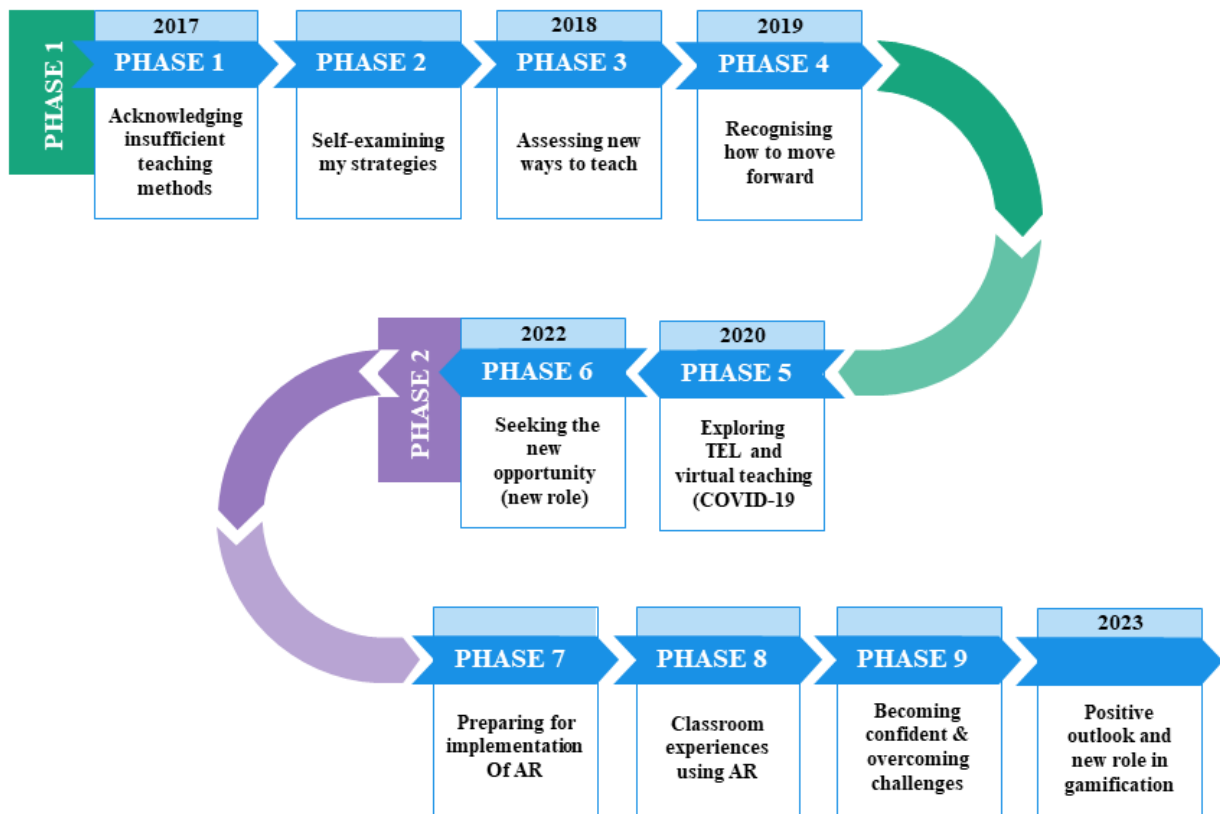 PHASE 1
2017
PHASE 1
Acknowledging
insufficient
teaching
methods
PHASE 2
Self-examining
my strategies
2018
PHASE 3
Assessing new
ways to teach
2019
PHASE 4
Recognising
how to move
forward
2020
PHASE 5
Exploring
TEL and
virtual teaching
(COVID-19
2022
PHASE 6
Seeking the
new
opportunity
(new role)
PHASE 2
PHASE 7
Preparing for
implementation
Of AR
PHASE 8
Classroom
experiences
using AR
PHASE 9
Becoming
confident &
overcoming
challenges
2023
Positive
outlook and
new role in
gamification